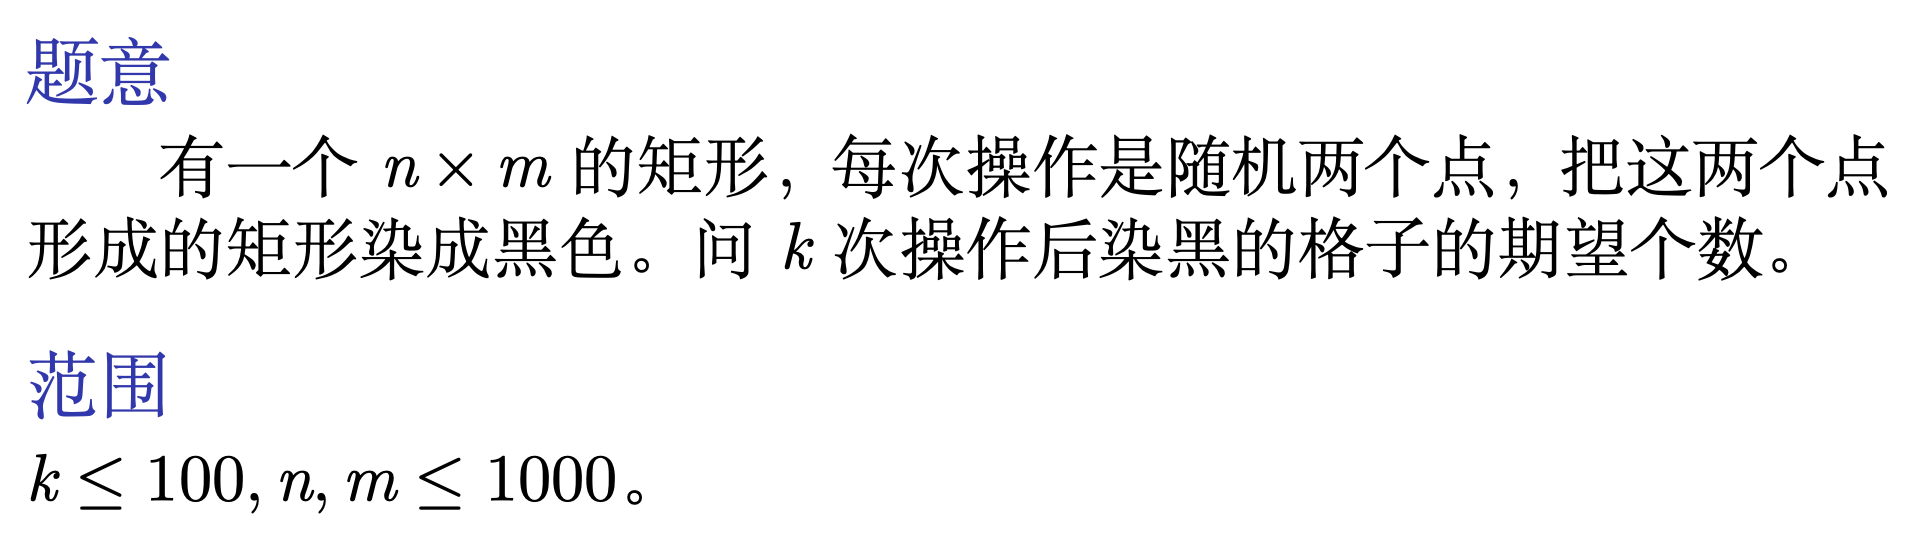 题意
有一个 n × m 的矩形，每次操作是随机两个点，把这两个点
形成的矩形染成黑色。问 k 次操作后染黑的格子的期望个数。
范围
k ≤ 100, n, m ≤ 1000。